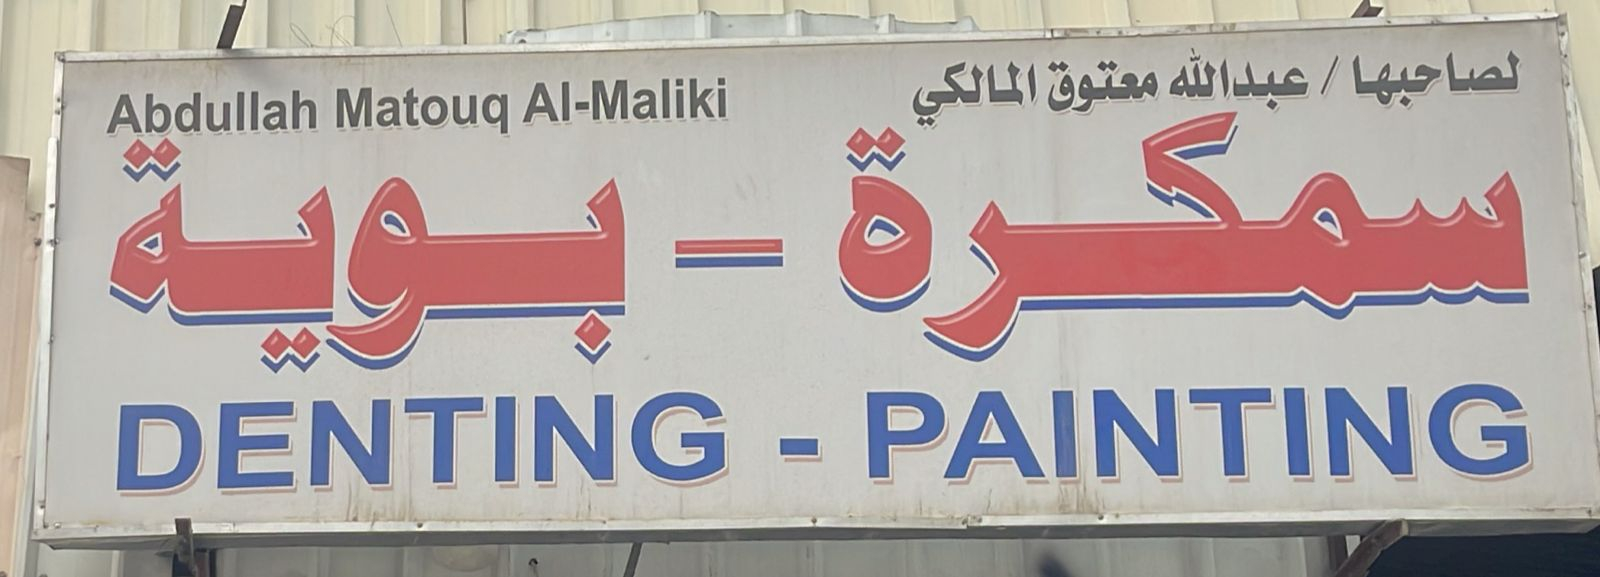 Abdullah Matouq Al-Maliki
لصاحبها / عبدالله معتوق المالكي
سمكرة - بوية
DENTING - PAINTING